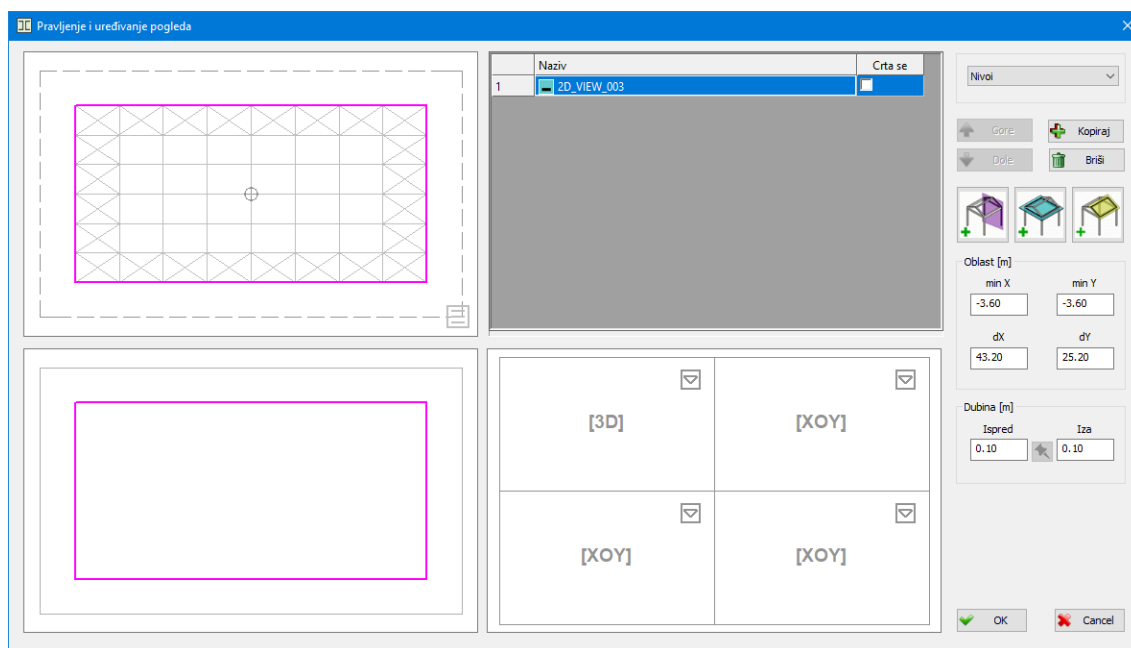 Pravljenje i uređivanje pogleda
Naziv
Crta se
1
2D_VIEW_003
[3D]
[XOY]
[XOY]
[XOY]
Nivoi
Gore
Kopiraj
Dole
Briši
Oblast [m]
min X
min Y
-3.60
-3.60
dX
dY
43.20
25.20
Dubina [m]
Ispred
Iza
0.10
0.10
OK
Cancel